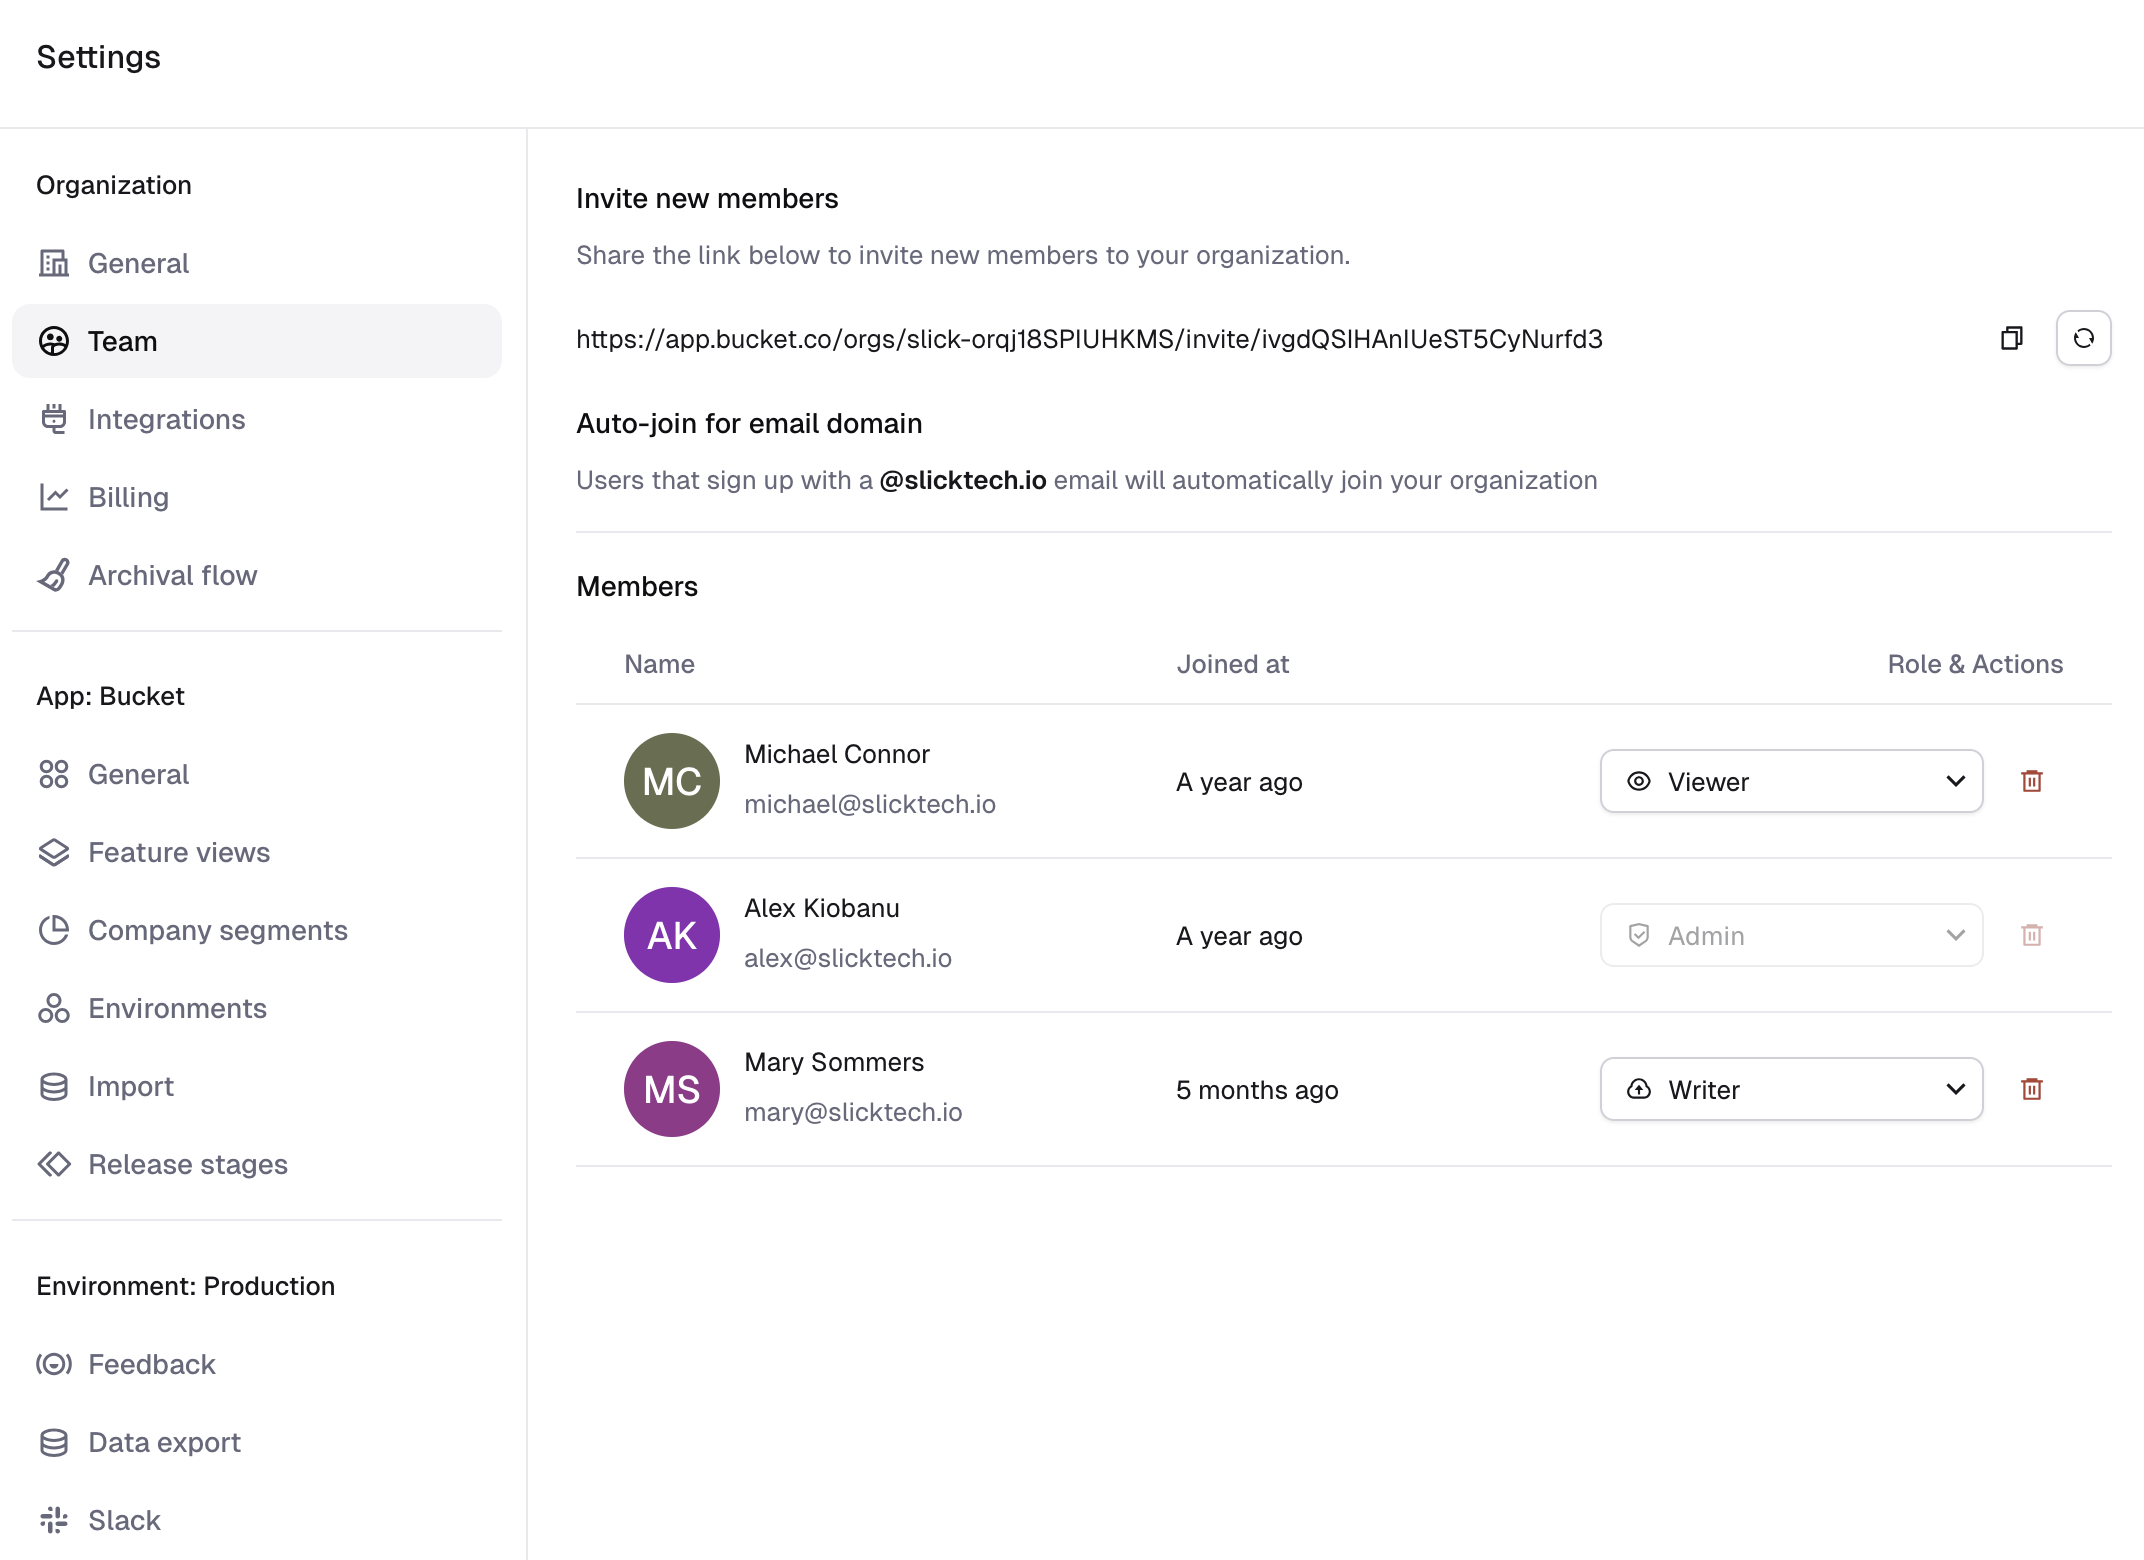 Settings
Organization
General
Team
Integrations
Billing
Archival flow
App: Bucket
General
Feature views
Company segments
Environments
Import
Release stages
Environment: Production
Feedback
Data export
Slack
Invite new members
Share the link below to invite new members to your organization.
https://app.bucket.co/orgs/slick-orqj18SPIUHKMS/invite/ivgdQSIHAnIUeST5CyNurfd3
Auto-join for email domain
Users that sign up with a @slicktech.io email will automatically join your organization
Members
Name Joined at Role & Actions
MC Michael Connor
michael@slicktech.io
A year ago
Viewer
AK Alex Kiobanu
alex@slicktech.io
A year ago
Admin
MS Mary Sommers
mary@slicktech.io
5 months ago
Writer